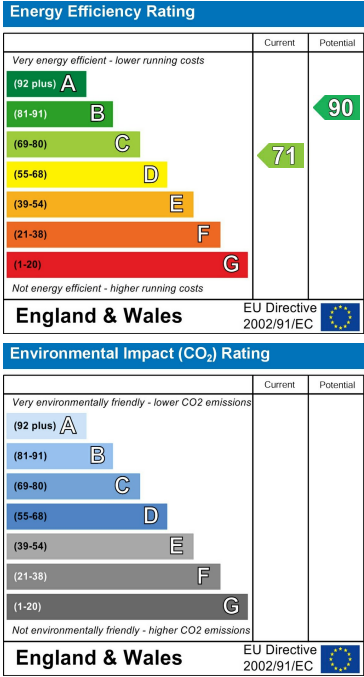 Energy Efficiency Rating
Current Potential
Very energy efficient - lower running costs
(92 plus) A
(81-91) B
(69-80) C
(55-68) D
(39-54) E
(21-38) F
(1-20) G
71
90
Not energy efficient - higher running costs
England & Wales
EU Directive
2002/91/EC
Environmental Impact (CO₂) Rating
Current Potential
Very environmentally friendly - lower CO2 emissions
(92 plus) A
(81-91) B
(69-80) C
(55-68) D
(39-54) E
(21-38) F
(1-20) G
Not environmentally friendly - higher CO2 emissions
England & Wales
EU Directive
2002/91/EC